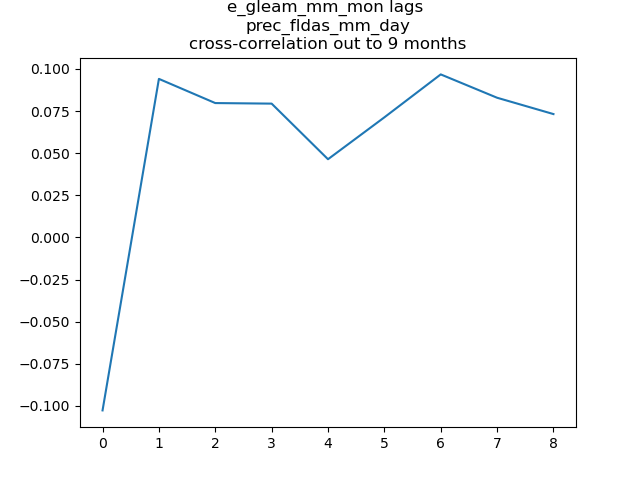 e_gleam_mm_mon lags
prec_fldas_mm_day
cross-correlation out to 9 months
0.100
0.075
0.050
0.025
0.000
−0.025
−0.050
−0.075
−0.100
0 1 2 3 4 5 6 7 8